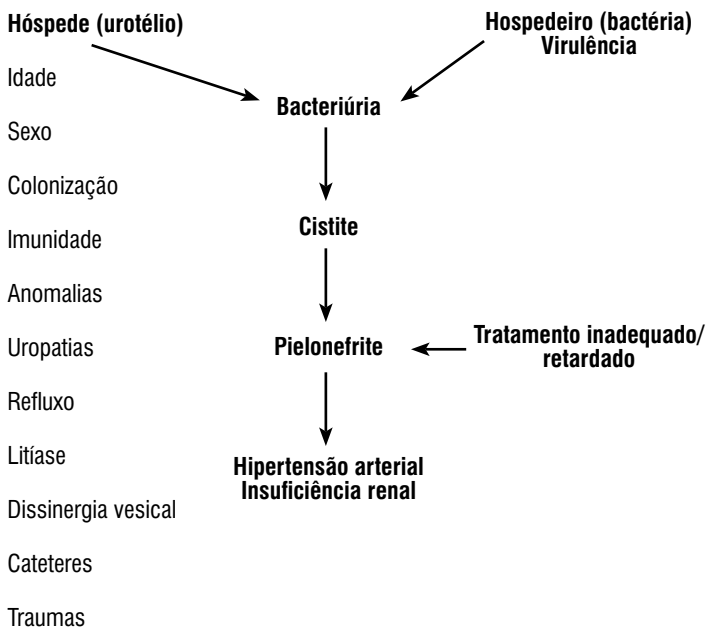 Hóspede (urotélio)
Hospedeiro (bactéria)
Virulência
Idade
Sexo
Colonização
Imunidade
Anomalias
Uropatias
Refluxo
Litíase
Dissinergia vesical
Cateteres
Traumas
Bacteriúria
Cistite
Pielonefrite
Tratamento inadequado/
retardado
Hipertensão arterial
Insuficiência renal